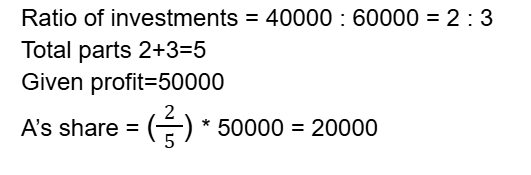 Ratio of investments = 40000 : 60000 = 2 : 3
Total parts 2+3=5
Given profit=50000
A’s share = (2/5) * 50000 = 20000